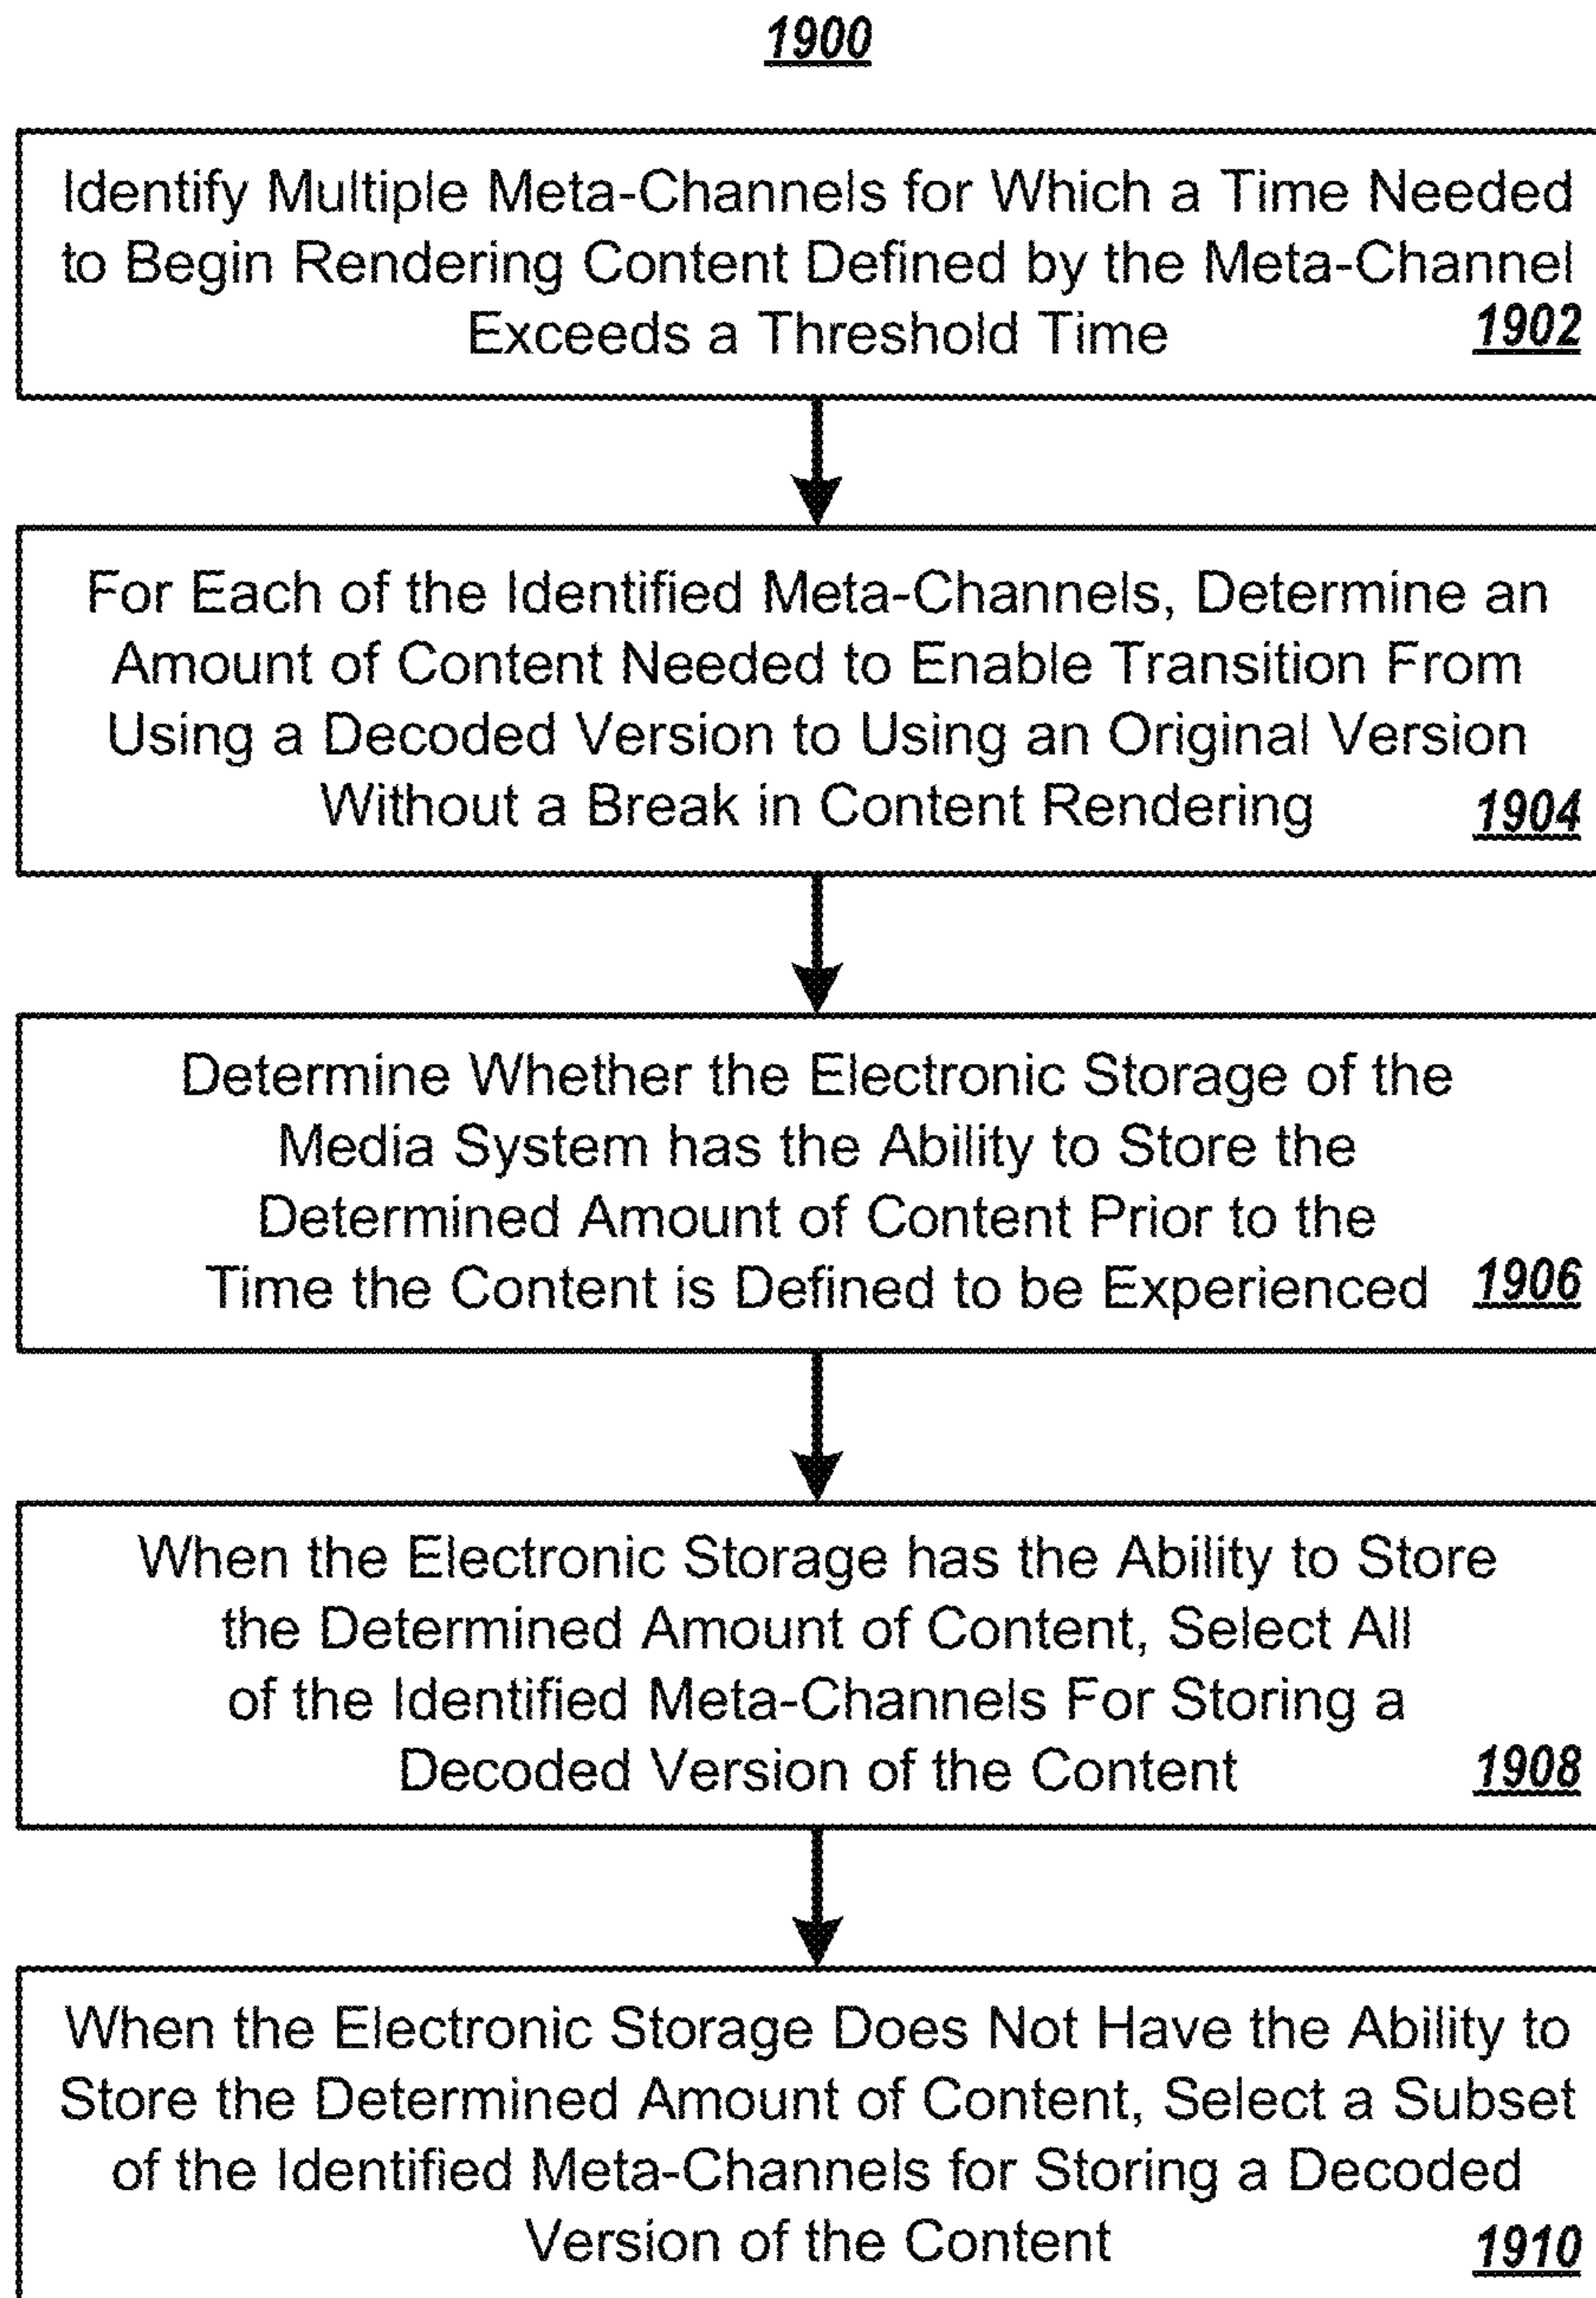 1900
Identify Multiple Meta-Channels for Which a Time Needed
to Begin Rendering Content Defined by the Meta-Channel
Exceeds a Threshold Time 1902
For Each of the Identified Meta-Channels, Determine an
Amount of Content Needed to Enable Transition From
Using a Decoded Version to Using an Original Version
Without a Break in Content Rendering 1904
Determine Whether the Electronic Storage of the
Media System has the Ability to Store the
Determined Amount of Content Prior to the
Time the Content is Defined to be Experienced 1906
When the Electronic Storage has the Ability to Store
the Determined Amount of Content, Select All
of the Identified Meta-Channels For Storing a
Decoded Version of the Content 1908
When the Electronic Storage Does Not Have the Ability to
Store the Determined Amount of Content, Select a Subset
of the Identified Meta-Channels for Storing a Decoded
Version of the Content 1910